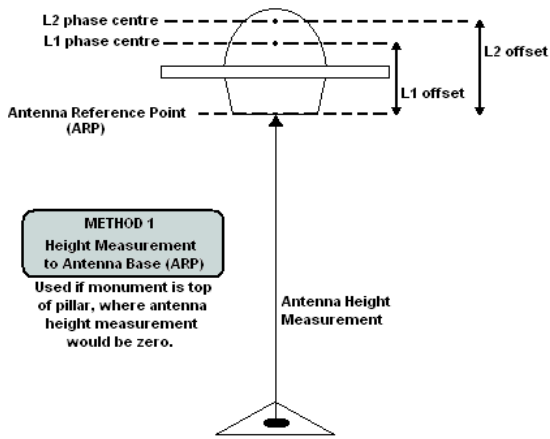 L2 phase centre
L1 phase centre
L2 offset
L1 offset
Antenna Reference Point
(ARP)
METHOD 1
Height Measurement
to Antenna Base (ARP)
Used if monument is top
of pillar, where antenna
height measurement
would be zero.
Antenna Height
Measurement